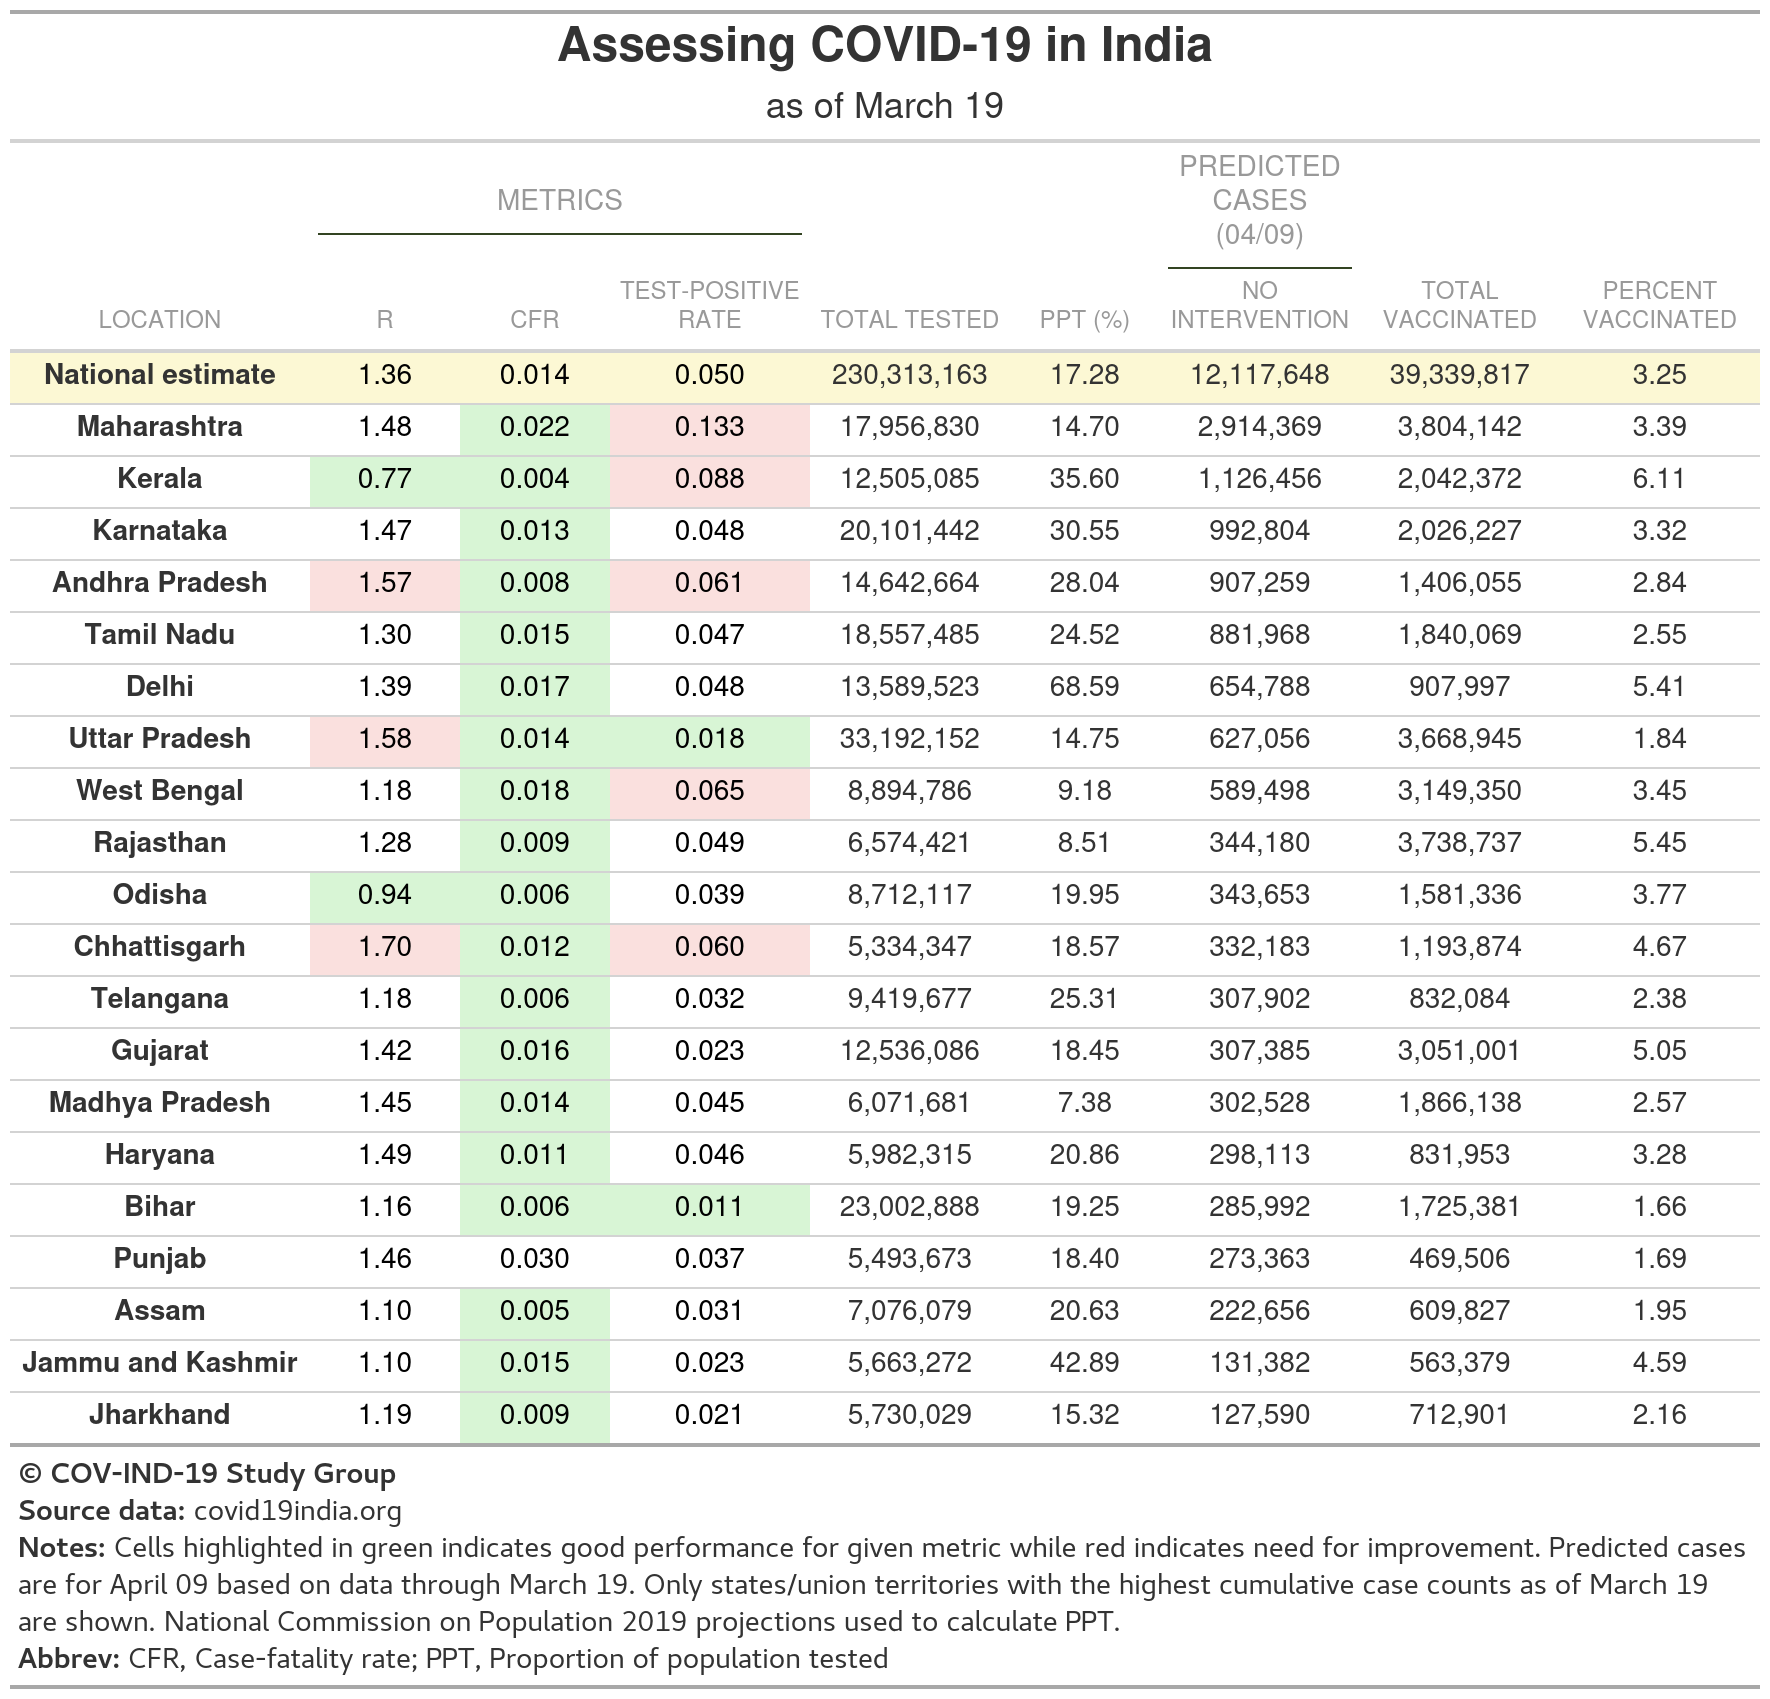 Assessing COVID-19 in India
as of March 19
METRICS
PREDICTED
CASES
(04/09)
LOCATION R CFR TEST-POSITIVE RATE TOTAL TESTED PPT (%) NO INTERVENTION TOTAL VACCINATED PERCENT VACCINATED
National estimate 1.36 0.014 0.050 230,313,163 17.28 12,117,648 39,339,817 3.25
Maharashtra 1.48 0.022 0.133 17,956,830 14.70 2,914,369 3,804,142 3.39
Kerala 0.77 0.004 0.088 12,505,085 35.60 1,126,456 2,042,372 6.11
Karnataka 1.47 0.013 0.048 20,101,442 30.55 992,804 2,026,227 3.32
Andhra Pradesh 1.57 0.008 0.061 14,642,664 28.04 907,259 1,406,055 2.84
Tamil Nadu 1.30 0.015 0.047 18,557,485 24.52 881,968 1,840,069 2.55
Delhi 1.39 0.017 0.048 13,589,523 68.59 654,788 907,997 5.41
Uttar Pradesh 1.58 0.014 0.018 33,192,152 14.75 627,056 3,668,945 1.84
West Bengal 1.18 0.018 0.065 8,894,786 9.18 589,498 3,149,350 3.45
Rajasthan 1.28 0.009 0.049 6,574,421 8.51 344,180 3,738,737 5.45
Odisha 0.94 0.006 0.039 8,712,117 19.95 343,653 1,581,336 3.77
Chhattisgarh 1.70 0.012 0.060 5,334,347 18.57 332,183 1,193,874 4.67
Telangana 1.18 0.006 0.032 9,419,677 25.31 307,902 832,084 2.38
Gujarat 1.42 0.016 0.023 12,536,086 18.45 307,385 3,051,001 5.05
Madhya Pradesh 1.45 0.014 0.045 6,071,681 7.38 302,528 1,866,138 2.57
Haryana 1.49 0.011 0.046 5,982,315 20.86 298,113 831,953 3.28
Bihar 1.16 0.006 0.011 23,002,888 19.25 285,992 1,725,381 1.66
Punjab 1.46 0.030 0.037 5,493,673 18.40 273,363 469,506 1.69
Assam 1.10 0.005 0.031 7,076,079 20.63 222,656 609,827 1.95
Jammu and Kashmir 1.10 0.015 0.023 5,663,272 42.89 131,382 563,379 4.59
Jharkhand 1.19 0.009 0.021 5,730,029 15.32 127,590 712,901 2.16
© COV-IND-19 Study Group
Source data: covid19india.org
Notes: Cells highlighted in green indicates good performance for given metric while red indicates need for improvement. Predicted cases
are for April 09 based on data through March 19. Only states/union territories with the highest cumulative case counts as of March 19
are shown. National Commission on Population 2019 projections used to calculate PPT.
Abbrev: CFR, Case-fatality rate; PPT, Proportion of population tested